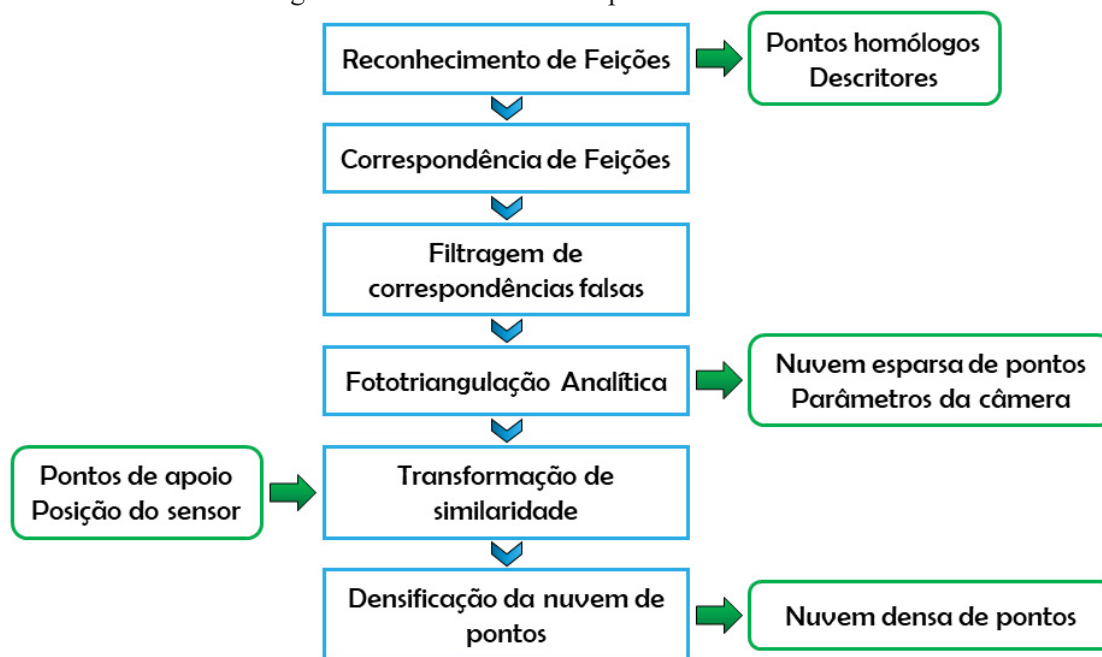 Reconhecimento de Feições
Pontos homólogos
Descritores
Correspondência de Feições
Filtragem de
correspondências falsas
Fototriangulação Analítica
Nuvem esparsa de pontos
Parâmetros da câmera
Pontos de apoio
Posição do sensor
Transformação de
similaridade
Densificação da nuvem de
pontos
Nuvem densa de pontos